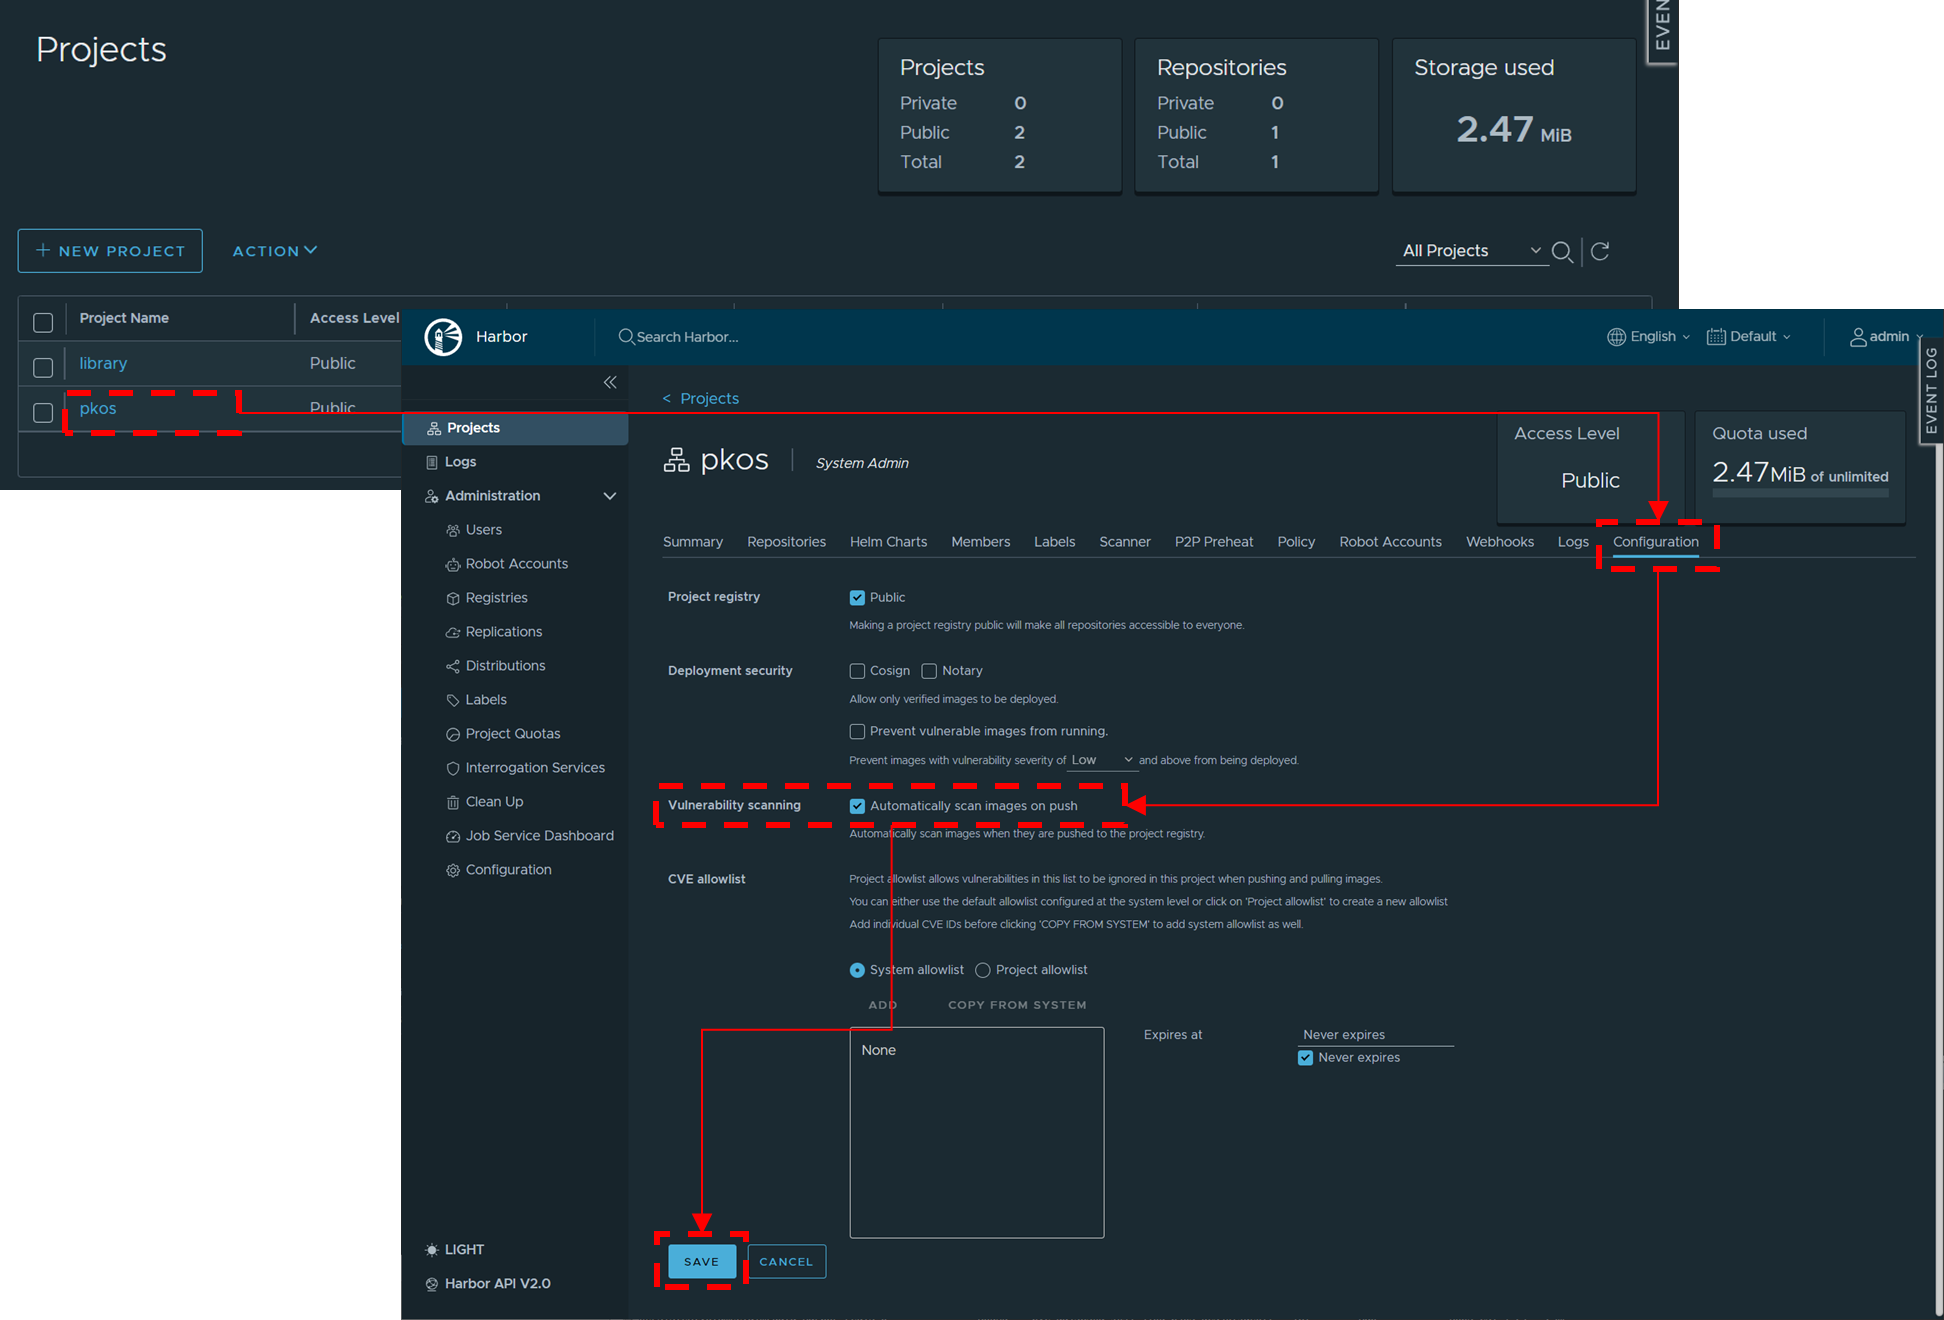 Projects
Projects
Private 0
Public 2
Total 2
Repositories
Private 0
Public 1
Total 1
Storage used
2.47 MiB
NEW PROJECT
ACTION
All Projects
Project Name
Access Level
library
Public
pkos
Public
Harbor
Search Harbor...
English
Default
admin
EVENT LOG
Projects
Logs
Administration
Users
Robot Accounts
Registries
Replications
Distributions
Labels
Project Quotas
Interrogation Services
Clean Up
Job Service Dashboard
Configuration
LIGHT
Harbor API V2.0
< Projects
pkos
System Admin
Access Level
Public
Quota used
2.47MiB of unlimited
Summary Repositories Helm Charts Members Labels Scanner P2P Preheat Policy Robot Accounts Webhooks Logs Configuration
Project registry
Public
Making a project registry public will make all repositories accessible to everyone.
Deployment security
Cosign Notary
Allow only verified images to be deployed.
Prevent vulnerable images from running.
Prevent images with vulnerability severity of Low and above from being deployed.
Vulnerability scanning
Automatically scan images on push
Automatically scan images when they are pushed to the project registry.
CVE allowlist
Project allowlist allows vulnerabilities in this list to be ignored in this project when pushing and pulling images.
You can either use the default allowlist configured at the system level or click on 'Project allowlist' to create a new allowlist
Add individual CVE IDs before clicking 'COPY FROM SYSTEM' to add system allowlist as well.
System allowlist Project allowlist
ADD COPY FROM SYSTEM
None
Expires at
Never expires
Never expires
SAVE CANCEL